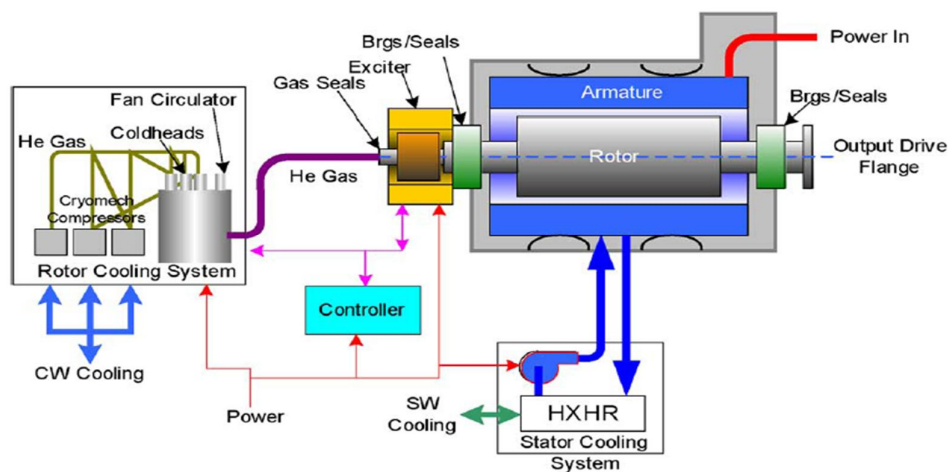 Brgs/Seals
Exciter
Gas Seals
Power In
Fan Circulator
Coldheads
He Gas
Armature
Brgs/Seals
Rotor
Output Drive
Flange
He Gas
Cryomech
Compressors
Rotor Cooling System
Controller
CW Cooling
Power
SW
Cooling
HXHR
Stator Cooling
System